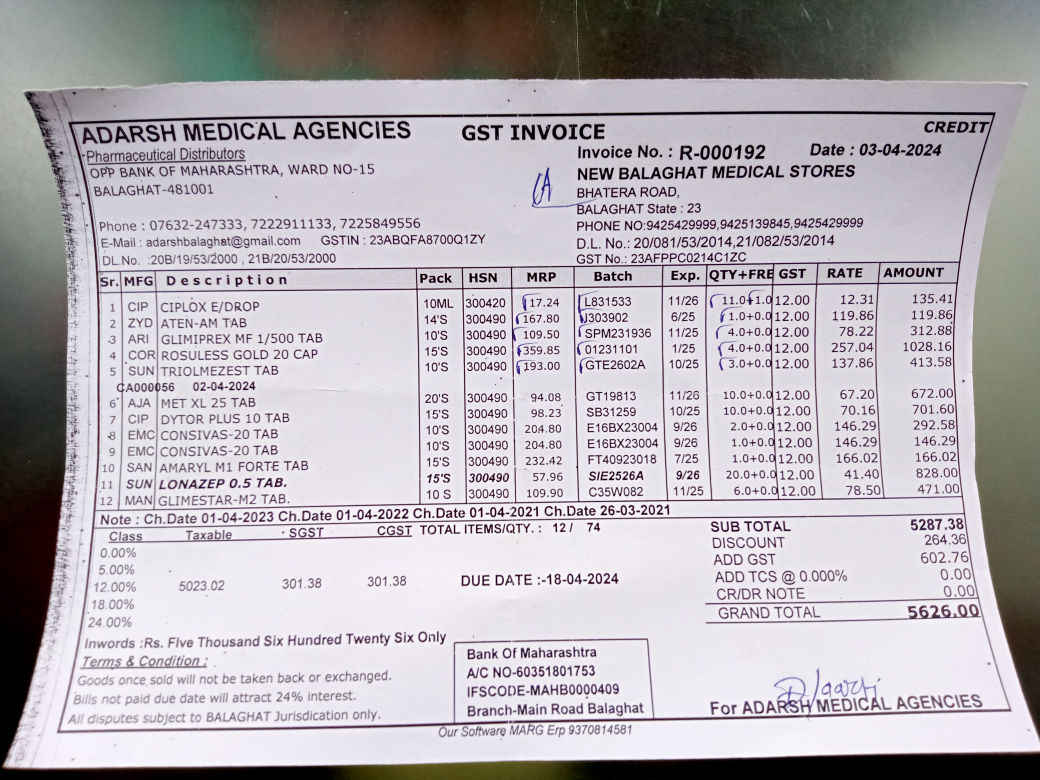 ADARSH MEDICAL AGENCIES
Pharmaceutical Distributors
OPP BANK OF MAHARASHTRA, WARD NO-15
BALAGHAT-481001
Phone : 07632-247333, 7222911133, 7225849556
E-Mail : adarshbalaghat@gmail.com GSTIN : 23ABQFA8700Q1ZY
DL.No. :20B/19/53/2000 , 21B/20/53/2000
GST INVOICE
CREDIT
Invoice No. : R-000192 Date : 03-04-2024
NEW BALAGHAT MEDICAL STORES
BHATERA ROAD,
BALAGHAT State : 23
PHONE NO:9425429999,9425139845,9425429999
D.L. No.: 20/081/53/2014,21/082/53/2014
GST No.: 23AFPPC0214C1ZC
Sr. MFG Description Pack HSN MRP Batch Exp. QTY+FRE GST RATE AMOUNT
1 CIP CIPLOX E/DROP 10ML 300420 17.24 L831533 11/26 11.0+1.0 12.00 12.31 135.41
2 ZYD ATEN-AM TAB 14'S 300490 167.80 J303902 6/25 1.0+0.0 12.00 119.86 119.86
3 ARI GLIMIPREX MF 1/500 TAB 10'S 300490 109.50 SPM231936 11/25 4.0+0.0 12.00 78.22 312.88
4 COR ROSULESS GOLD 20 CAP 15'S 300490 359.85 01231101 1/25 4.0+0.0 12.00 257.04 1028.16
5 SUN TRIOLMEZEST TAB 10'S 300490 193.00 GTE2602A 10/25 3.0+0.0 12.00 137.86 413.58
CA000056 02-04-2024
6 AJA MET XL 25 TAB 20'S 300490 94.08 GT19813 11/26 10.0+0.0 12.00 67.20 672.00
7 CIP DYTOR PLUS 10 TAB 15'S 300490 98.23 SB31259 10/25 10.0+0.0 12.00 70.16 701.60
8 EMC CONSIVAS-20 TAB 10'S 300490 204.80 E16BX23004 9/26 2.0+0.0 12.00 146.29 292.58
9 EMC CONSIVAS-20 TAB 10'S 300490 204.80 E16BX23004 9/26 1.0+0.0 12.00 146.29 146.29
10 SAN AMARYL M1 FORTE TAB 15'S 300490 232.42 FT40923018 7/25 1.0+0.0 12.00 166.02 166.02
11 SUN LONAZEP 0.5 TAB. 15'S 300490 57.96 SIE2526A 9/26 20.0+0.0 12.00 41.40 828.00
12 MAN GLIMESTAR-M2 TAB. 10 S 300490 109.90 C35W082 11/25 6.0+0.0 12.00 78.50 471.00
Note : Ch.Date 01-04-2023 Ch.Date 01-04-2022 Ch.Date 01-04-2021 Ch.Date 26-03-2021
Class Taxable SGST CGST TOTAL ITEMS/QTY. : 12 / 74
0.00%
5.00%
12.00% 5023.02 301.38 301.38
18.00%
24.00%
DUE DATE :-18-04-2024
SUB TOTAL 5287.38
DISCOUNT 264.36
ADD GST 602.76
ADD TCS @ 0.000% 0.00
CR/DR NOTE 0.00
GRAND TOTAL 5626.00
Inwords :Rs. Five Thousand Six Hundred Twenty Six Only
Terms & Condition :
Goods once sold will not be taken back or exchanged.
Bills not paid due date will attract 24% interest.
All disputes subject to BALAGHAT Jurisdication only.
Bank Of Maharashtra
A/C NO-60351801753
IFSCODE-MAHB0000409
Branch-Main Road Balaghat
For ADARSH MEDICAL AGENCIES
Our Software MARG Erp 9370814581